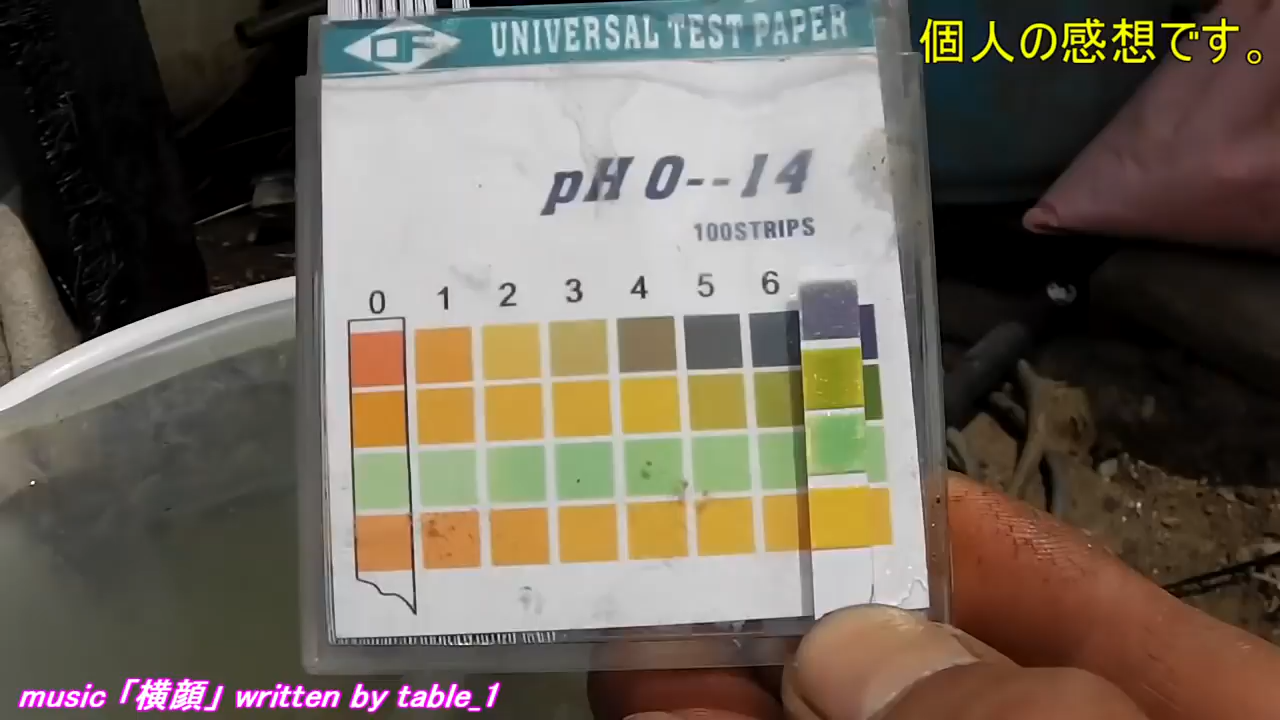 UNIVERSAL TEST PAPER
個人の感想です。
pH 0--14
100STRIPS
0 1 2 3 4 5 6
music「横顔」written by table_1